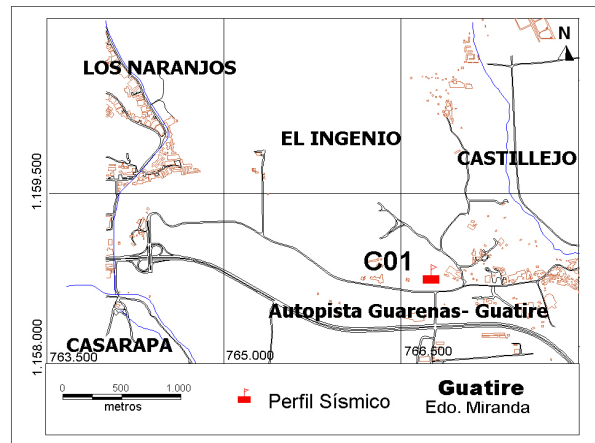 N
LOS NARANJOS
EL INGENIO
CASTILLEJO
1.159.500
C01
Autopista Guarenas- Guatire
CASARAPA
1.158.000
763.500
765.000
766.500
0 500 1.000
metros
Perfil Sísmico
Guatire
Edo. Miranda